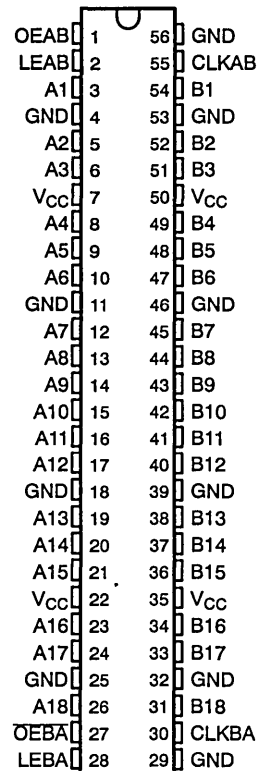 OEAB 1 56 GND
LEAB 2 55 CLKAB
A1 3 54 B1
GND 4 53 GND
A2 5 52 B2
A3 6 51 B3
VCC 7 50 VCC
A4 8 49 B4
A5 9 48 B5
A6 10 47 B6
GND 11 46 GND
A7 12 45 B7
A8 13 44 B8
A9 14 43 B9
A10 15 42 B10
A11 16 41 B11
A12 17 40 B12
GND 18 39 GND
A13 19 38 B13
A14 20 37 B14
A15 21 36 B15
VCC 22 35 VCC
A16 23 34 B16
A17 24 33 B17
GND 25 32 GND
A18 26 31 B18
O̅E̅B̅A̅ 27 30 CLKBA
LEBA 28 29 GND